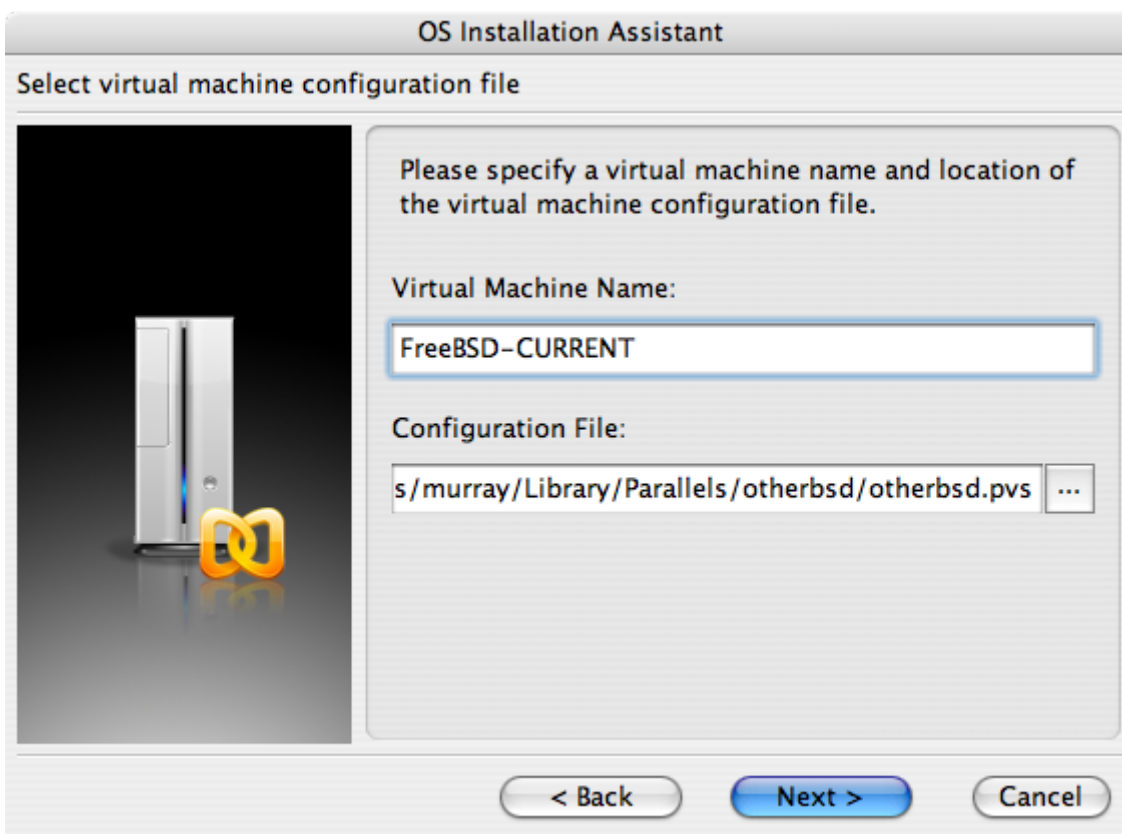 OS Installation Assistant
Select virtual machine configuration file
Please specify a virtual machine name and location of
the virtual machine configuration file.
Virtual Machine Name:
FreeBSD-CURRENT
Configuration File:
s/murray/Library/Parallels/otherbsd/otherbsd.pvs ...
< Back Next > Cancel